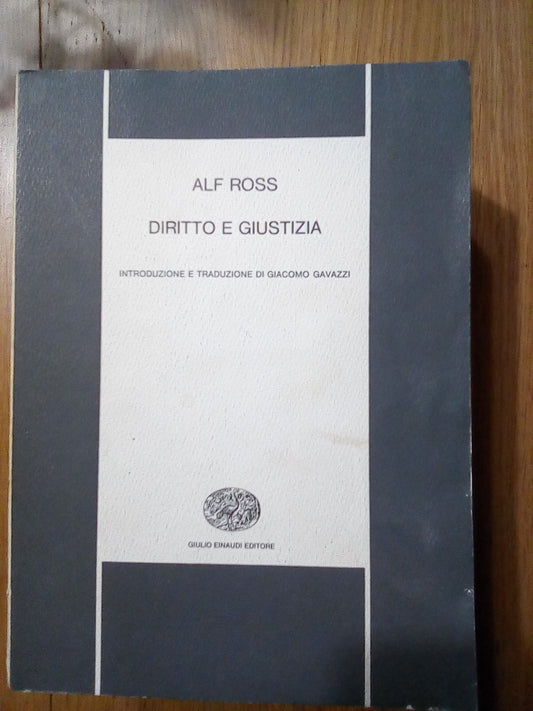 ALF ROSS
DIRITTO E GIUSTIZIA
INTRODUZIONE E TRADUZIONE DI GIACOMO GAVAZZI
GIULIO EINAUDI EDITORE